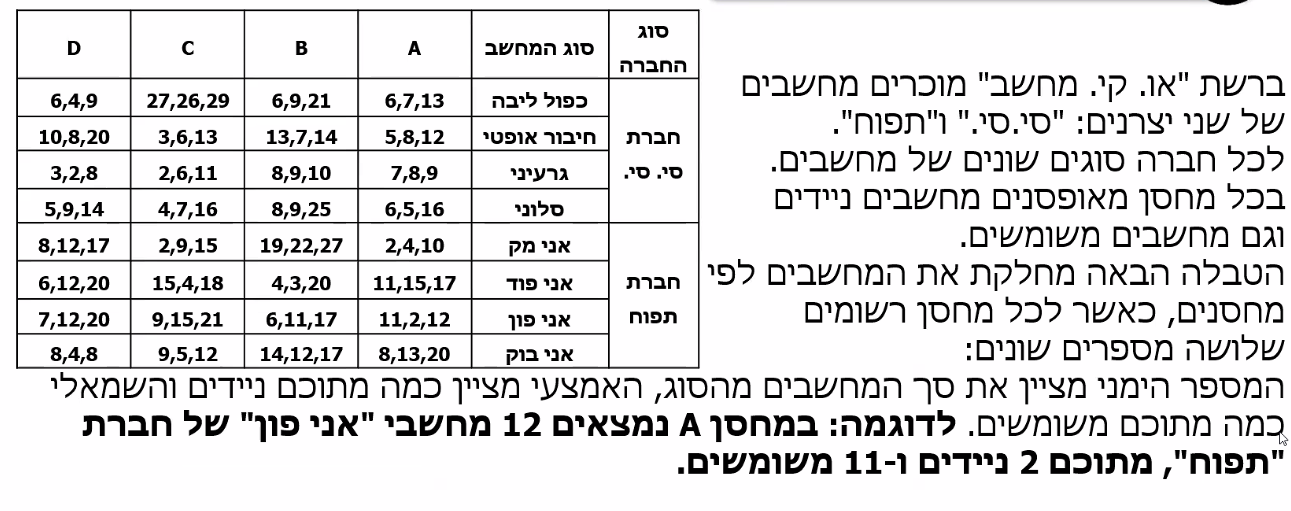 ברשת "או. קי. מחשב" מוכרים מחשבים
של שני יצרנים: "סי.סי." ו"תפוח".
לכל חברה סוגים שונים של מחשבים.
בכל מחסן מאופסנים מחשבים ניידים
וגם מחשבים משומשים.
הטבלה הבאה מחלקת את המחשבים לפי
מחסנים, כאשר לכל מחסן רשומים
שלושה מספרים שונים:
סוג החברה סוג המחשב A B C D
חברת סי. סי. כפול ליבה 6,7,13 6,9,21 27,26,29 6,4,9
חיבור אופטי 5,8,12 13,7,14 3,6,13 10,8,20
גרעיני 7,8,9 8,9,10 2,6,11 3,2,8
סלוני 6,5,16 8,9,25 4,7,16 5,9,14
חברת תפוח אני מק 2,4,10 19,22,27 2,9,15 8,12,17
אני פוד 11,15,17 4,3,20 15,4,18 6,12,20
אני פון 11,2,12 6,11,17 9,15,21 7,12,20
אני בוק 8,13,20 14,12,17 9,5,12 8,4,8
המספר הימני מציין את סך המחשבים מהסוג, האמצעי מציין כמה מתוכם ניידים והשמאלי
כמה מתוכם משומשים. לדוגמה: במחסן A נמצאים 12 מחשבי "אני פון" של חברת
"תפוח", מתוכם 2 ניידים ו-11 משומשים.